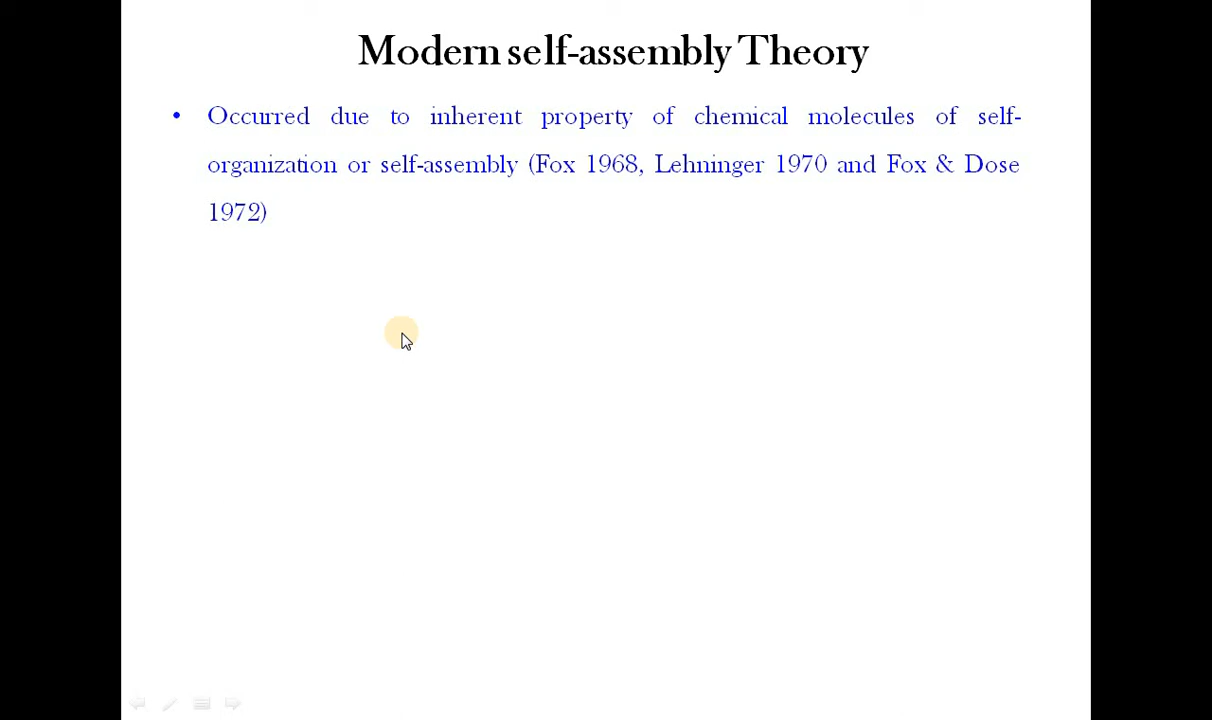 Modern self-assembly Theory
• Occurred due to inherent property of chemical molecules of self-
organization or self-assembly (Fox 1968, Lehninger 1970 and Fox & Dose
1972)